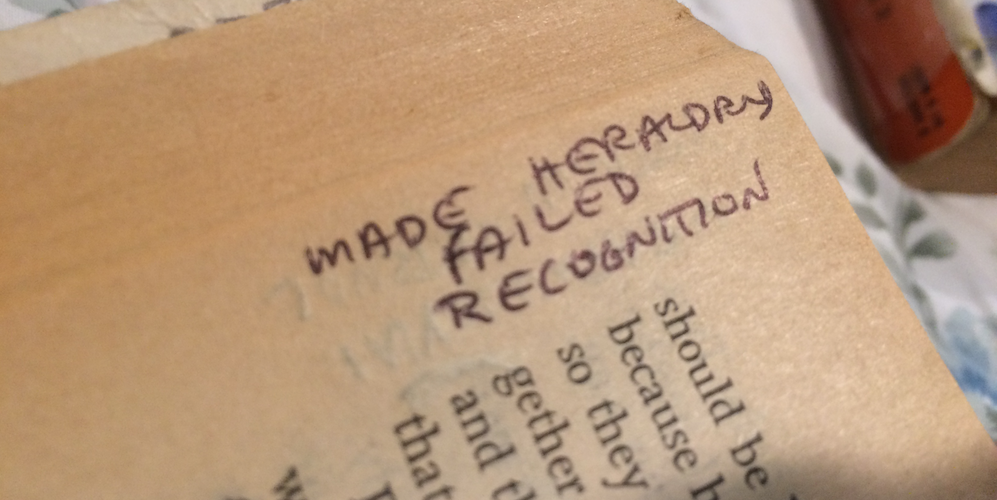 MADE HERALDRY
FAILED
RECOGNITION
should be
because
so they
gether
and
that